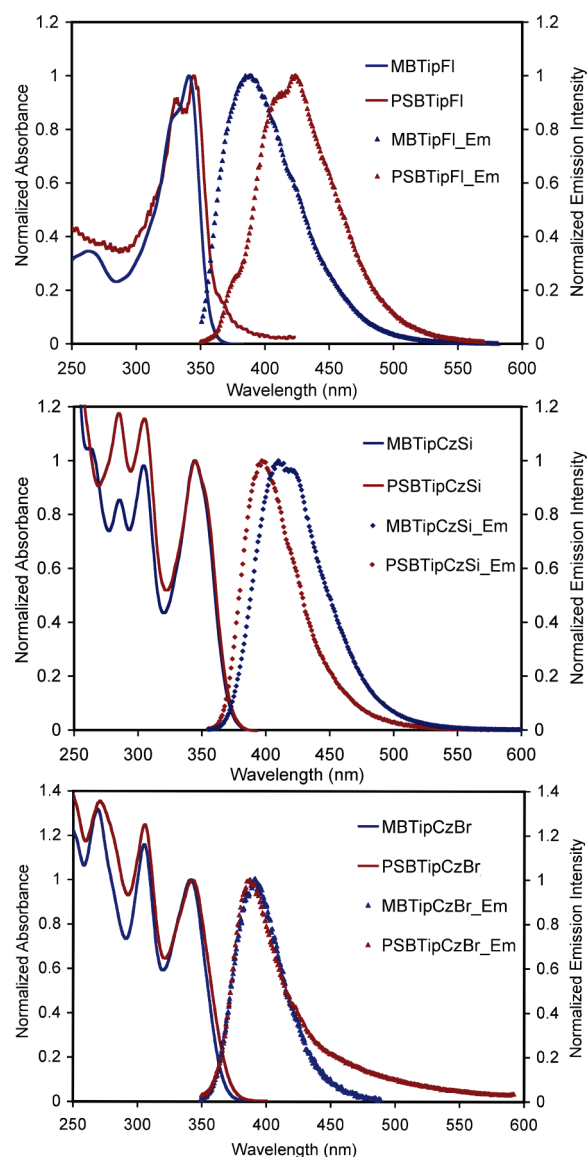 1.2
1
0.8
0.6
0.4
0.2
0
Normalized Absorbance
MBTipFl
PSBTipFl
MBTipFl_Em
PSBTipFl_Em
1.2
1
0.8
0.6
0.4
0.2
0
Normalized Emission Intensity
250 300 350 400 450 500 550 600
Wavelength (nm)
1.2
1
0.8
0.6
0.4
0.2
0
Normalized Absorbance
MBTipCzSi
PSBTipCzSi
MBTipCzSi_Em
PSBTipCzSi_Em
1.2
1
0.8
0.6
0.4
0.2
0
Normalized Emission Intensity
250 300 350 400 450 500 550 600
Wavelength (nm)
1.4
1.2
1
0.8
0.6
0.4
0.2
0
Normalized Absorbance
MBTipCzBr
PSBTipCzBr
MBTipCzBr_Em
PSBTipCzBr_Em
1.4
1.2
1
0.8
0.6
0.4
0.2
0
Normalized Emission Intensity
250 300 350 400 450 500 550 600
Wavelength (nm)